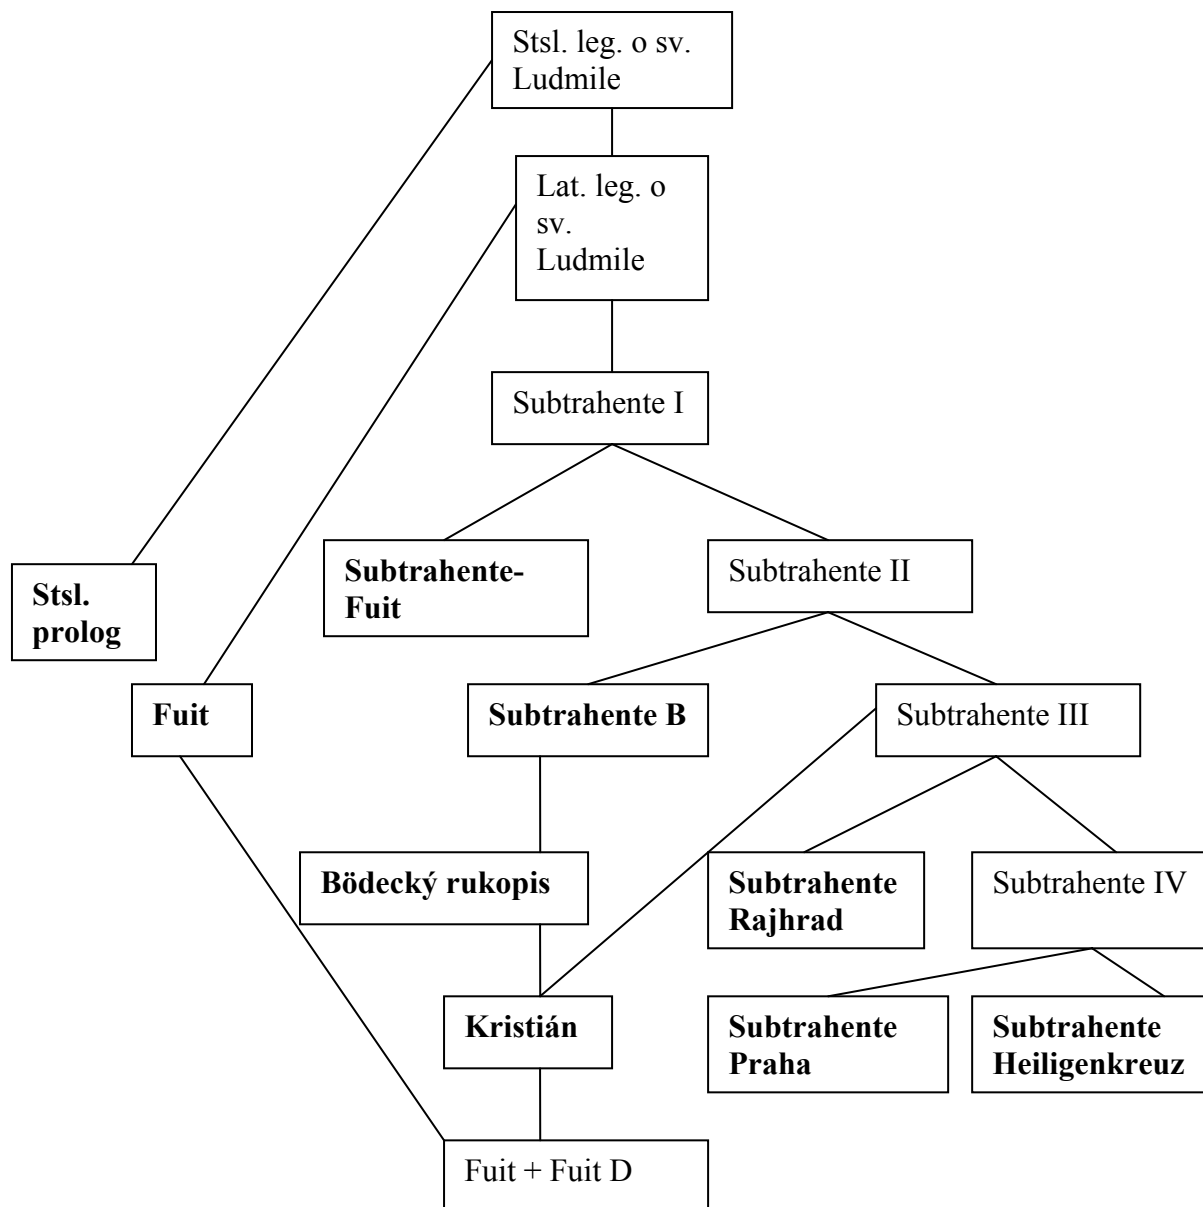 Stsl. leg. o sv.
Ludmile
Lat. leg. o
sv.
Ludmile
Subtrahente I
Subtrahente-
Fuit
Subtrahente II
Stsl.
prolog
Fuit
Subtrahente B
Subtrahente III
Bödecký rukopis
Subtrahente
Rajhrad
Subtrahente IV
Kristián
Subtrahente
Praha
Subtrahente
Heiligenkreuz
Fuit + Fuit D